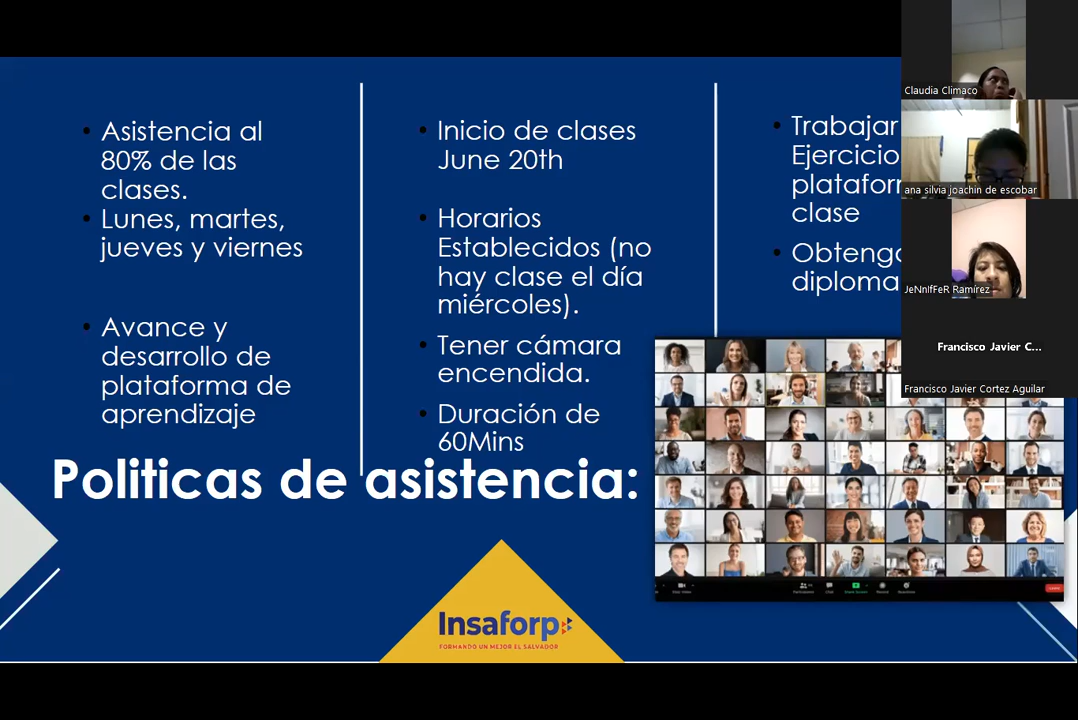 Asistencia al
80% de las
clases.
Lunes, martes,
jueves y viernes
Avance y
desarrollo de
plataforma de
aprendizaje
Inicio de clases
June 20th
Horarios
Establecidos (no
hay clase el día
miércoles).
Tener cámara
encendida.
Duración de
60Mins
Trabajar
Ejercicio
platafor
clase
Obtenga
diploma
Politicas de asistencia:
Insaforp
FORMANDO UN MEJOR EL SALVADOR
Claudia Climaco
ana silvia joachin de escobar
JeNnIfFeR Ramírez
Francisco Javier C...
Francisco Javier Cortez Aguilar